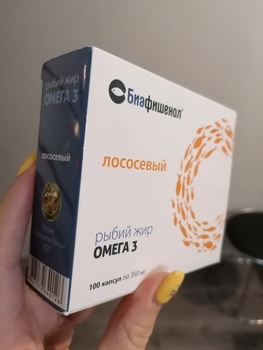 Биафишенол®
лососевый
рыбий жир
ОМЕГА 3
100 капсул по 350 мг
рыбий жир
ОМЕГА 3
лососевый